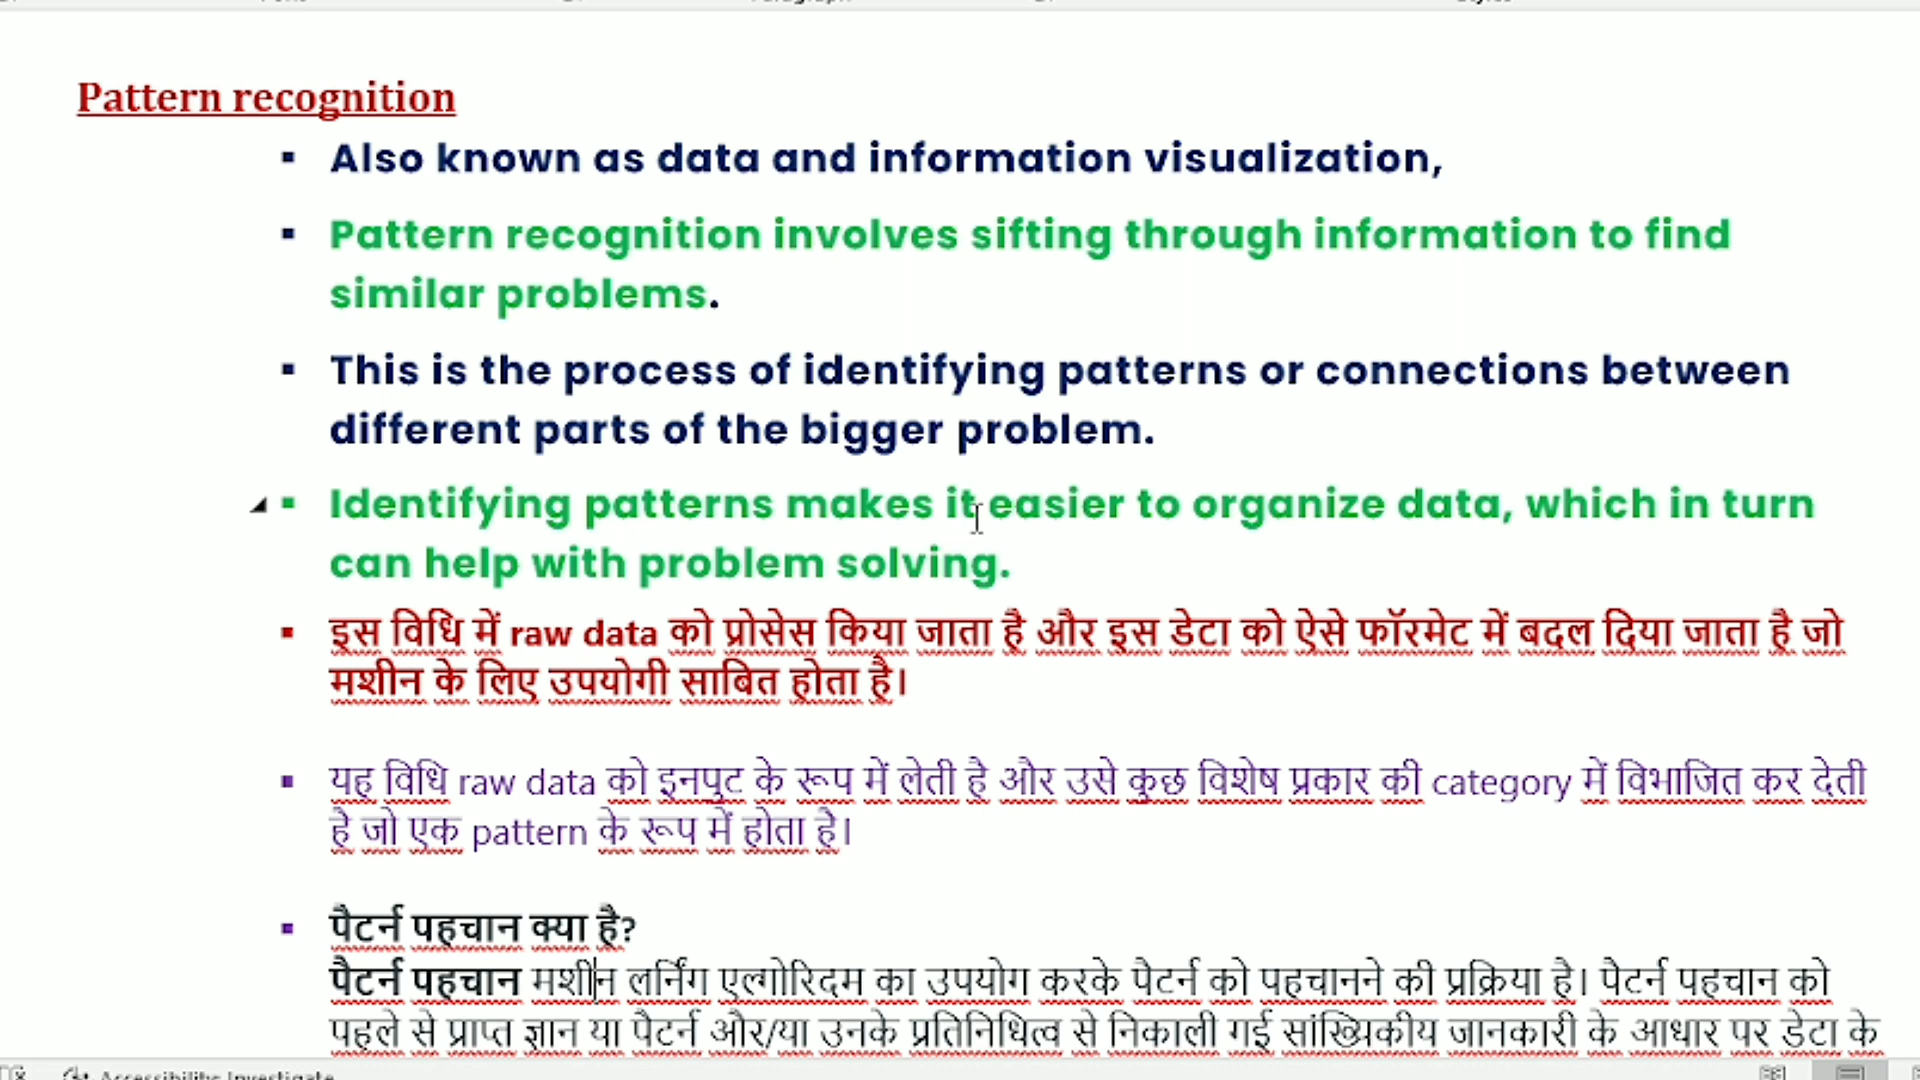 Pattern recognition
▪ Also known as data and information visualization,
▪ Pattern recognition involves sifting through information to find
similar problems.
▪ This is the process of identifying patterns or connections between
different parts of the bigger problem.
▪ Identifying patterns makes it easier to organize data, which in turn
can help with problem solving.
▪ इस विधि में raw data को प्रोसेस किया जाता है और इस डेटा को ऐसे फॉरमेट में बदल दिया जाता है जो
मशीन के लिए उपयोगी साबित होता है।
▪ यह विधि raw data को इनपुट के रूप में लेती है और उसे कुछ विशेष प्रकार की category में विभाजित कर देती
है जो एक pattern के रूप में होता है।
▪ पैटर्न पहचान क्या है?
पैटर्न पहचान मशीन लर्निंग एल्गोरिदम का उपयोग करके पैटर्न को पहचानने की प्रक्रिया है। पैटर्न पहचान को
पहले से प्राप्त ज्ञान या पैटर्न और/या उनके प्रतिनिधित्व से निकाली गई सांख्यिकीय जानकारी के आधार पर डेटा के
Accessibility: Investigate